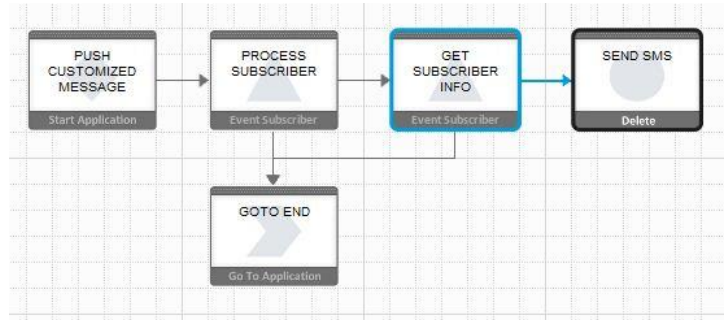 PUSH
CUSTOMIZED
MESSAGE
Start Application
PROCESS
SUBSCRIBER
Event Subscriber
GET
SUBSCRIBER
INFO
Event Subscriber
SEND SMS
Delete
GOTO END
Go To Application